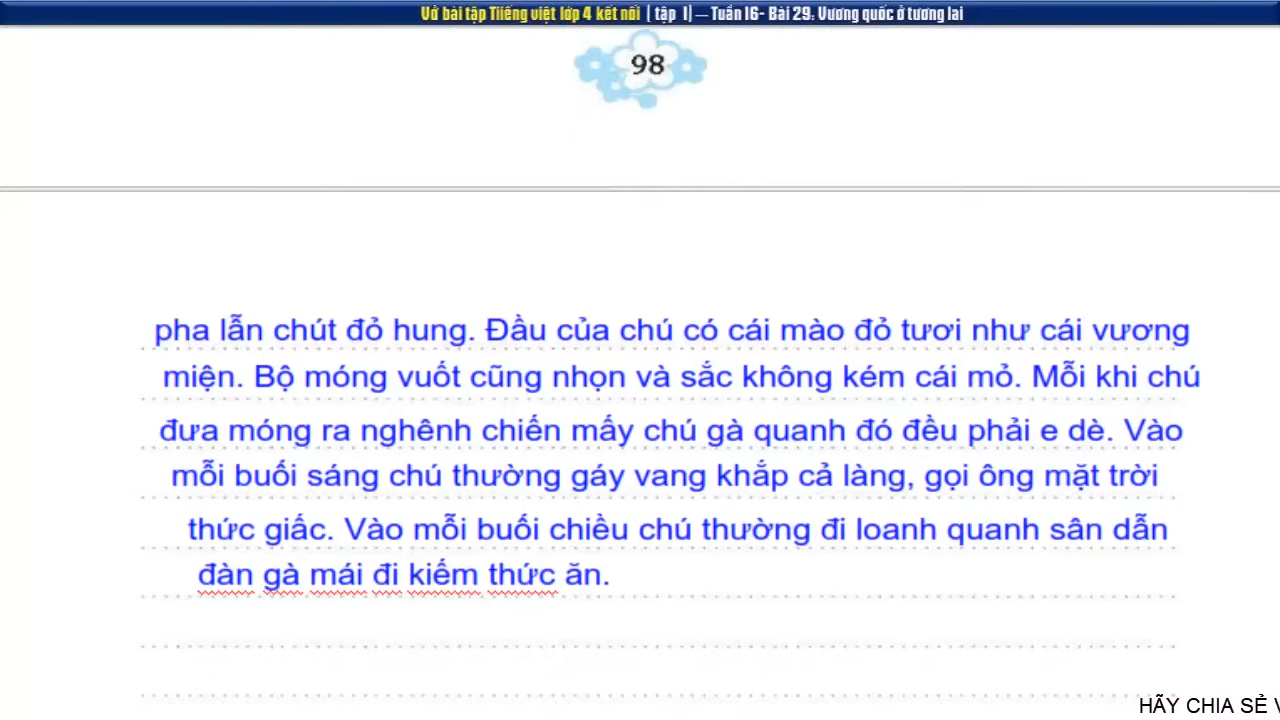 Vở bài tập Tiiếng việt lớp 4 kết nối ( tập 1) – Tuần 16- Bài 29: Vương quốc ở tương lai
98
pha lẫn chút đỏ hung. Đầu của chú có cái mào đỏ tươi như cái vương
miện. Bộ móng vuốt cũng nhọn và sắc không kém cái mỏ. Mỗi khi chú
đưa móng ra nghênh chiến mấy chú gà quanh đó đều phải e dè. Vào
mỗi buổi sáng chú thường gáy vang khắp cả làng, gọi ông mặt trời
thức giấc. Vào mỗi buổi chiều chú thường đi loanh quanh sân dẫn
đàn gà mái đi kiếm thức ăn.
HÃY CHIA SẺ V